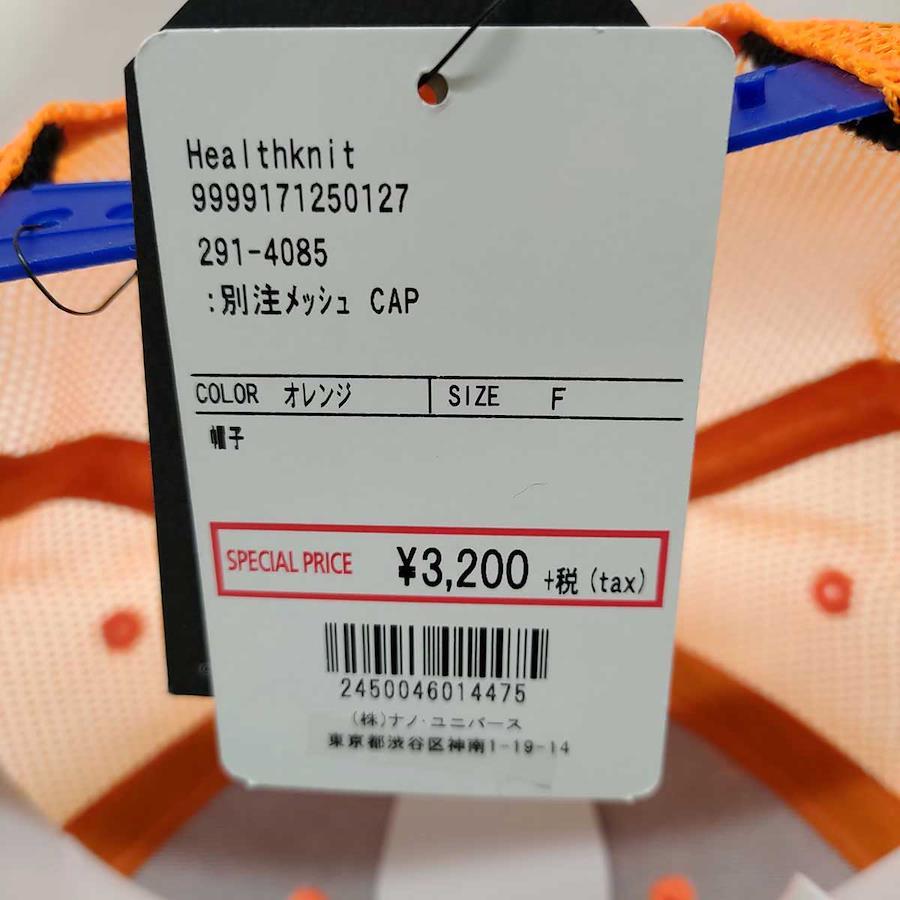 Healthknit
9999171250127
291-4085
:別注メッシュ CAP
COLOR オレンジ SIZE F
帽子
SPECIAL PRICE ¥3,200 +税(tax)
2450046014475
(株)ナノ・ユニバース
東京都渋谷区神南1-19-14